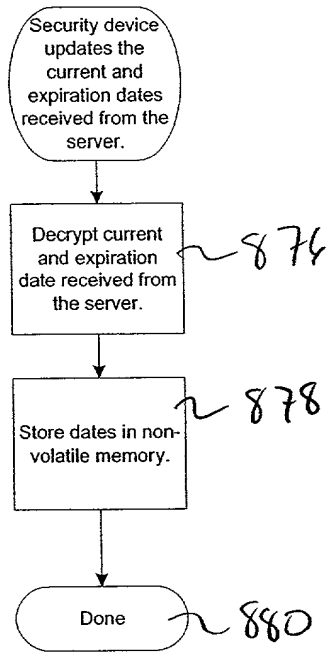 Security device
updates the
current and
expiration dates
received from the
server.
Decrypt current
and expiration
date received from
the server.
876
Store dates in non-
volatile memory.
878
Done
880